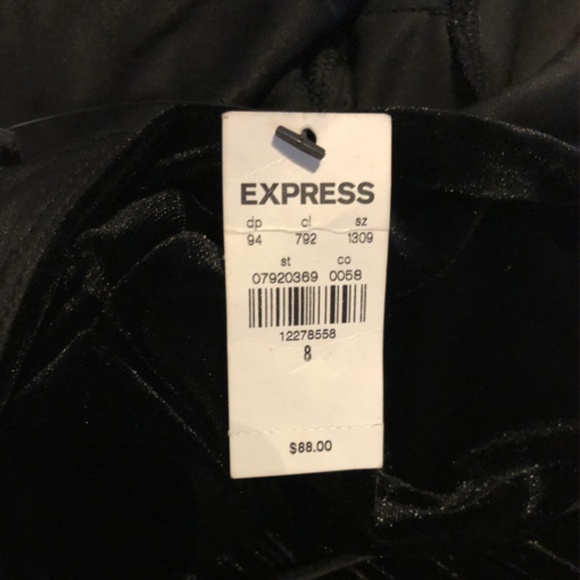 EXPRESS
dp cl sz
94 792 1309
st co
07920369 0058
12278558
8
$88.00